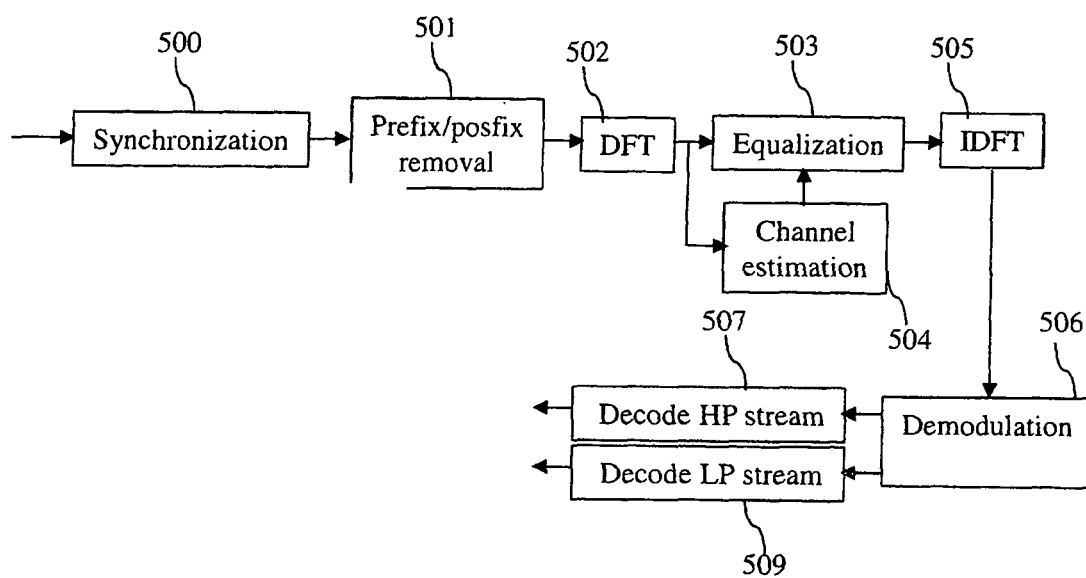 500
501
502
503
505
Synchronization
Prefix/posfix
removal
DFT
Equalization
IDFT
Channel
estimation
504
507
506
Decode HP stream
Demodulation
Decode LP stream
509